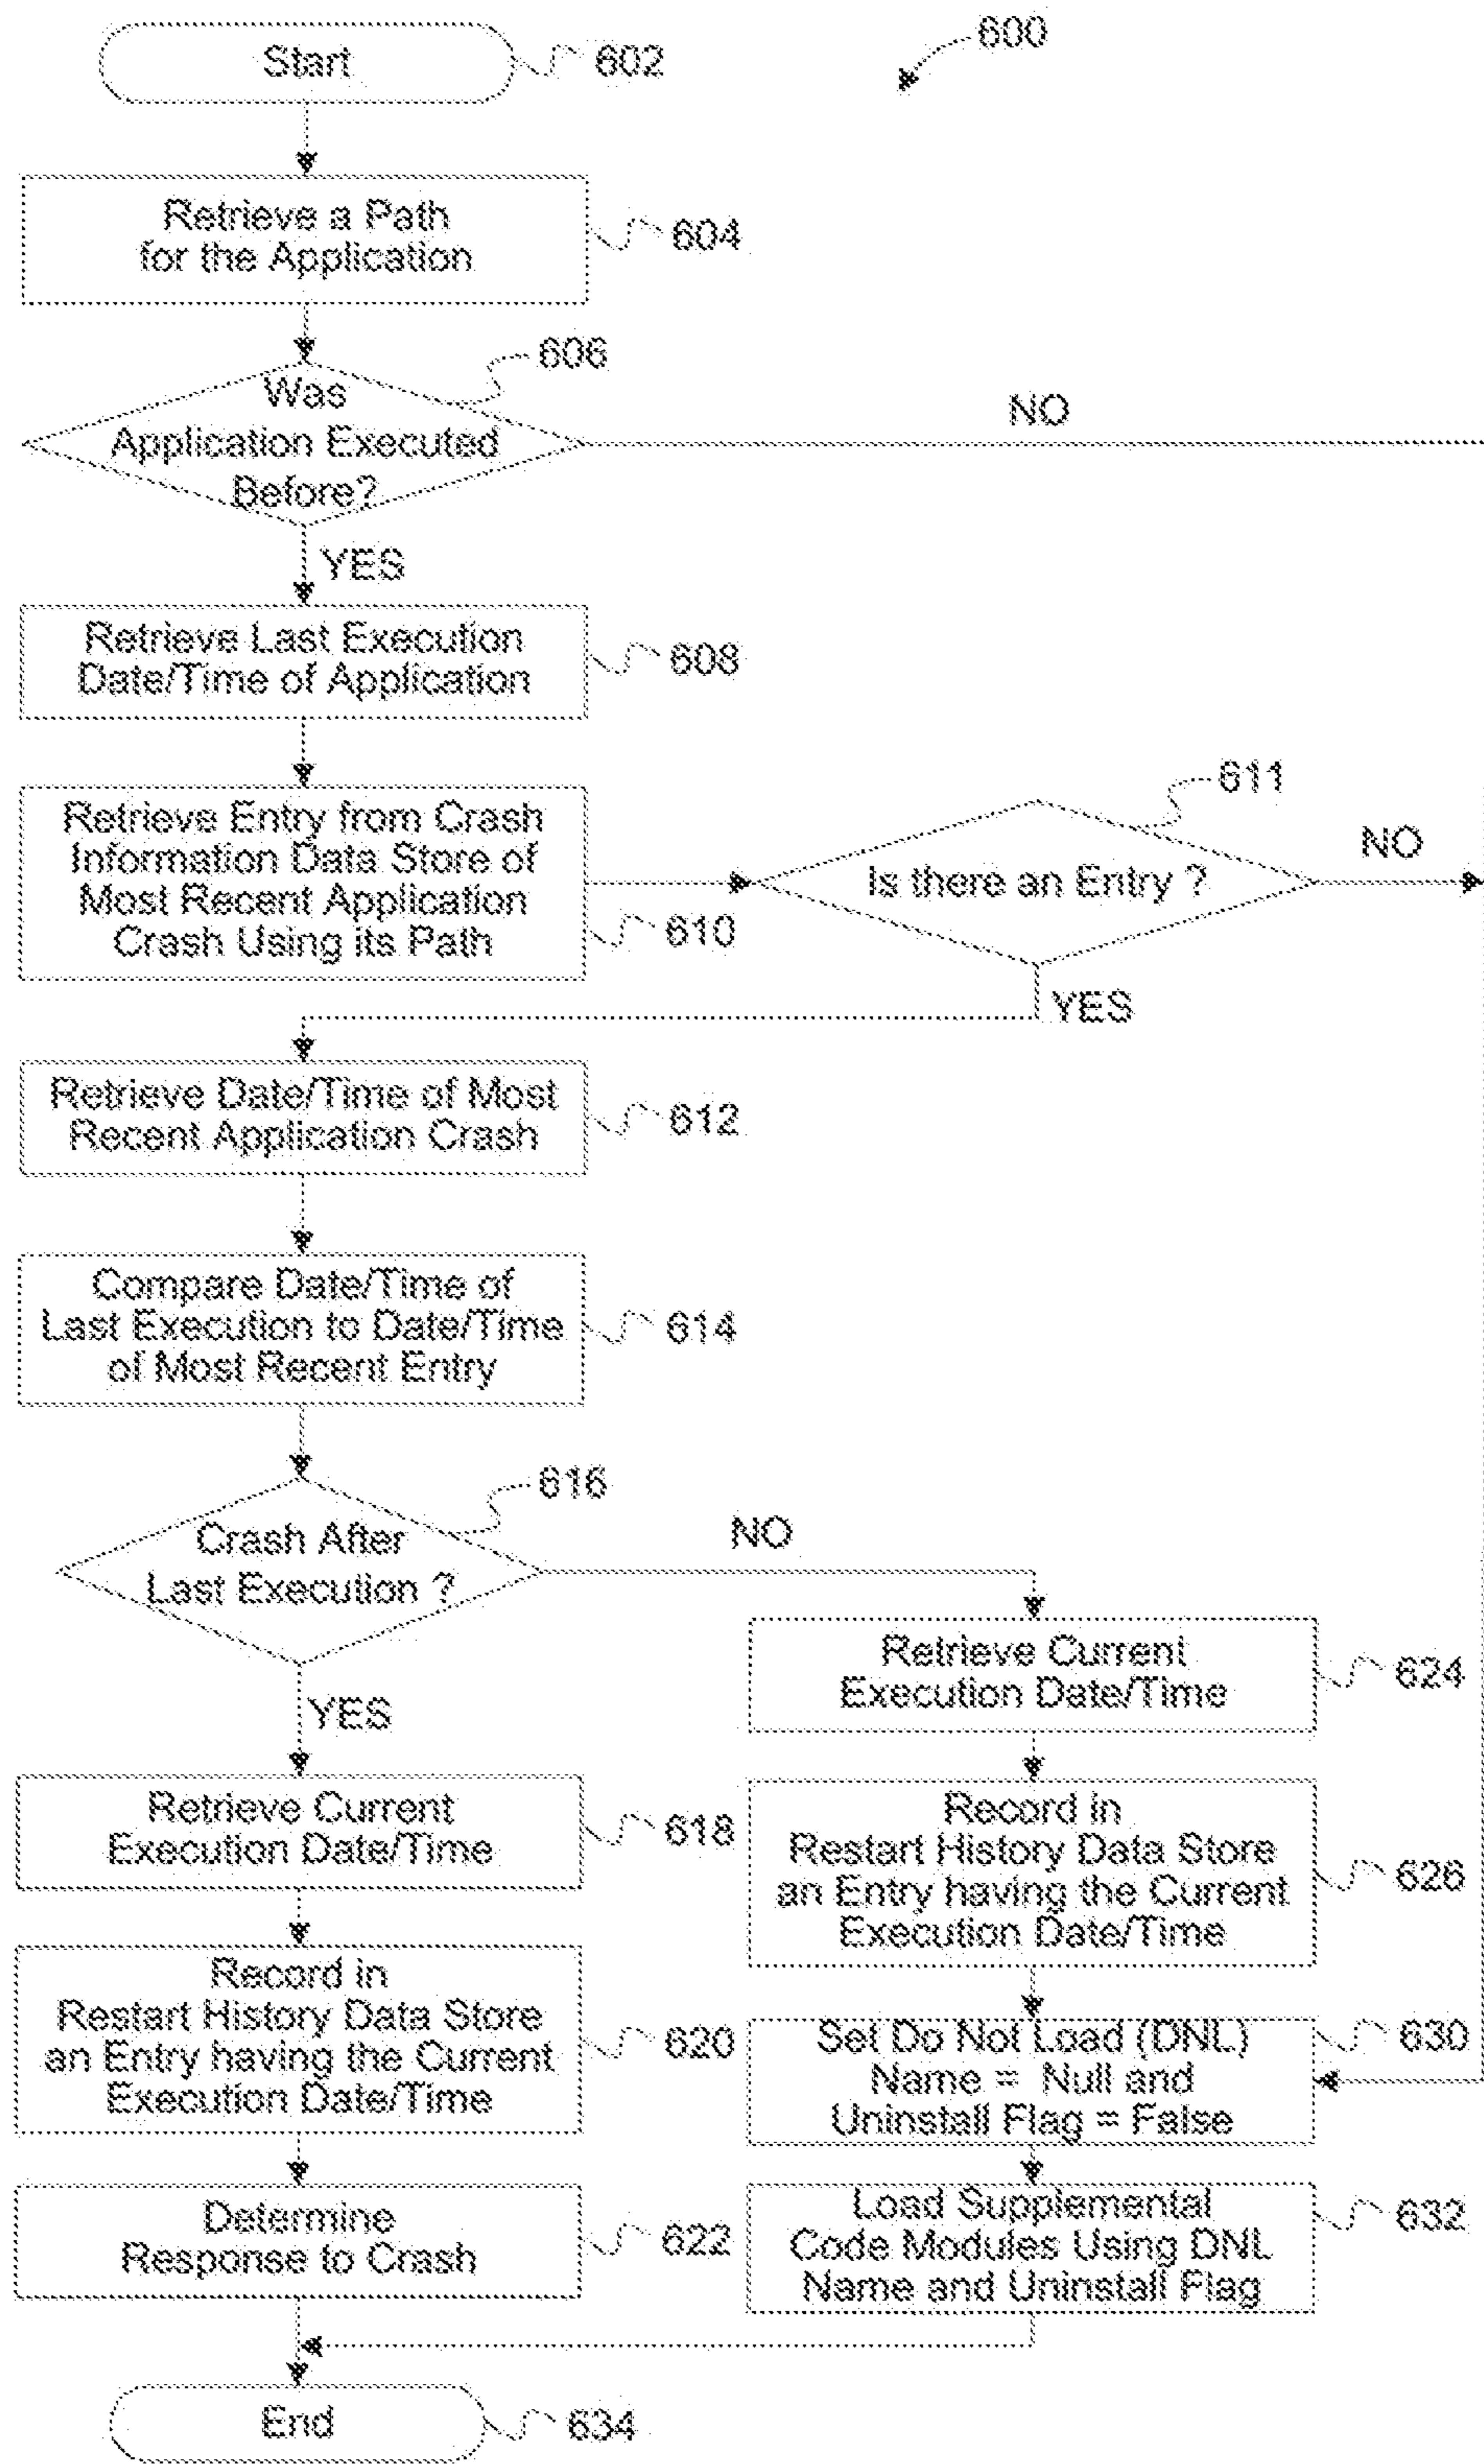 600
Start
602
Retrieve a Path
for the Application
604
606
Was
Application Executed
Before?
NO
YES
Retrieve Last Execution
Date/Time of Application
608
Retrieve Entry from Crash
Information Data Store of
Most Recent Application
Crash Using its Path
610
611
Is there an Entry ?
NO
YES
Retrieve Date/Time of Most
Recent Application Crash
612
Compare Date/Time of
Last Execution to Date/Time
of Most Recent Entry
614
616
Crash After
Last Execution ?
NO
YES
Retrieve Current
Execution Date/Time
618
Record in
Restart History Data Store
an Entry having the Current
Execution Date/Time
620
Determine
Response to Crash
622
Retrieve Current
Execution Date/Time
624
Record in
Restart History Data Store
an Entry having the Current
Execution Date/Time
626
Set Do Not Load (DNL)
Name = Null and
Uninstall Flag = False
630
Load Supplemental
Code Modules Using DNL
Name and Uninstall Flag
632
End
634